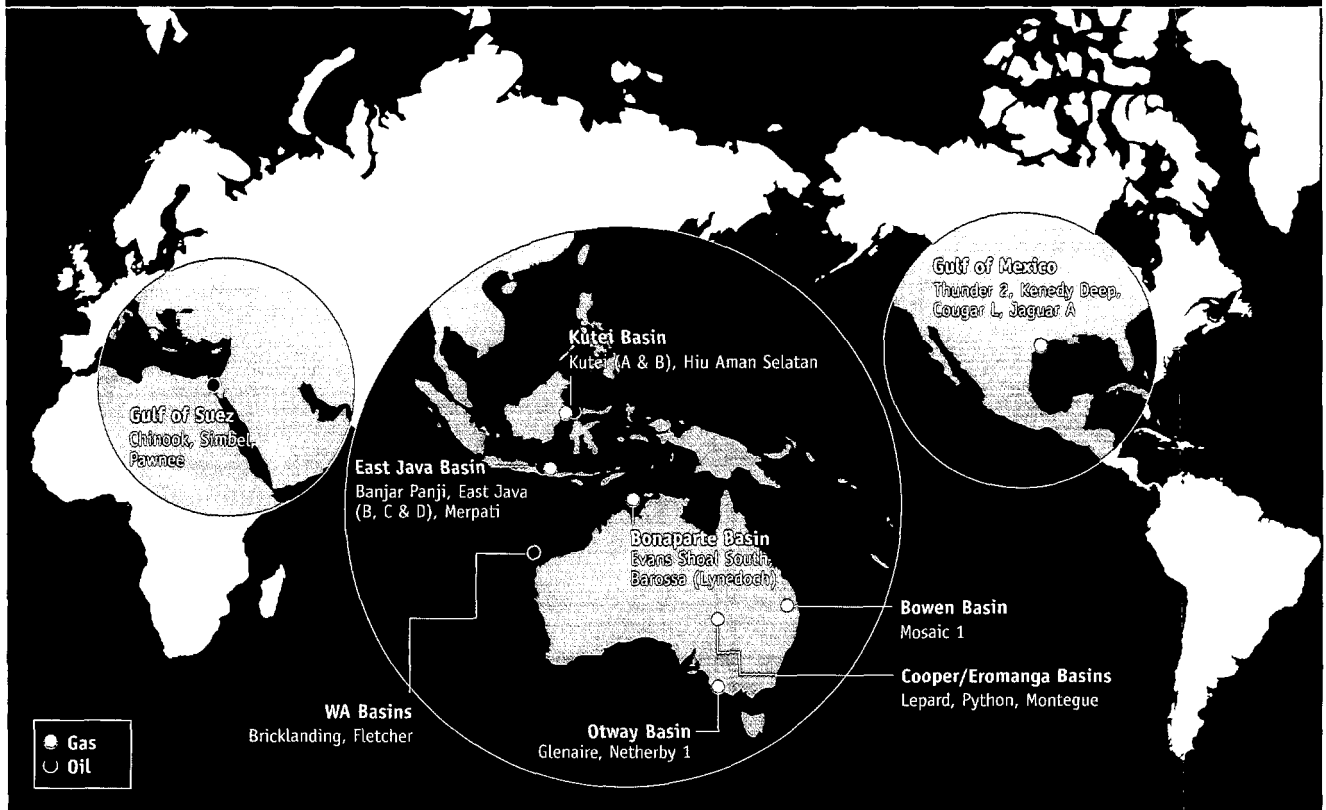 Gulf of Mexico
Thunder 2, Kenedy Deep,
Cougar L, Jaguar A
Kutei Basin
Kutei (A & B), Hiu Aman Selatan
Gulf of Suez
Chinook, Simbel,
Pawnee
East Java Basin
Banjar Panji, East Java
(B, C & D), Merpati
Bonaparte Basin
Evans Shoal South,
Barossa (Lynedoch)
Bowen Basin
Mosaic 1
Cooper/Eromanga Basins
Lepard, Python, Montegue
WA Basins
Bricklanding, Fletcher
Otway Basin
Glenaire, Netherby 1
Gas
Oil